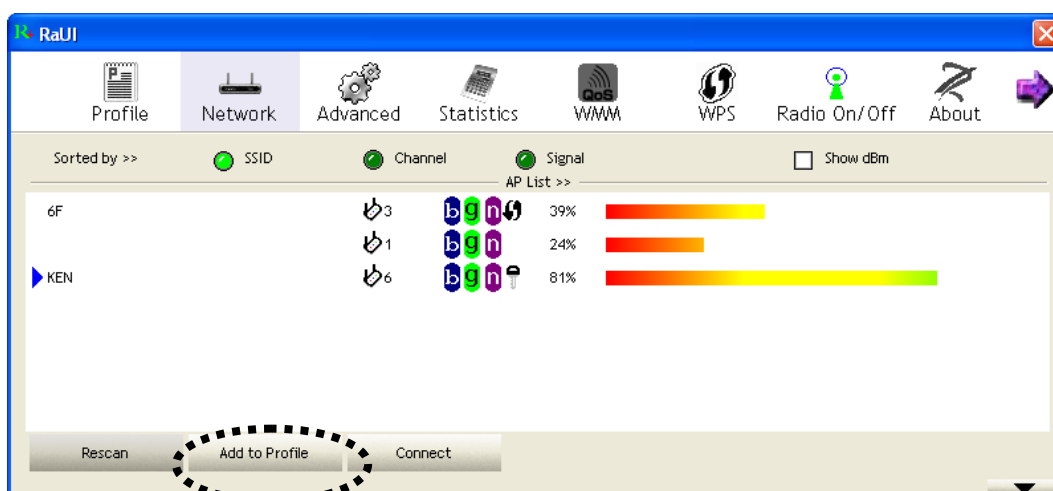 RaUI
Profile Network Advanced Statistics QoS WMM WPS Radio On/Off About
Sorted by >> SSID Channel Signal Show dBm
AP List >>
6F 3 b g n 39%
1 b g n 24%
KEN 6 b g n 81%
Rescan Add to Profile Connect